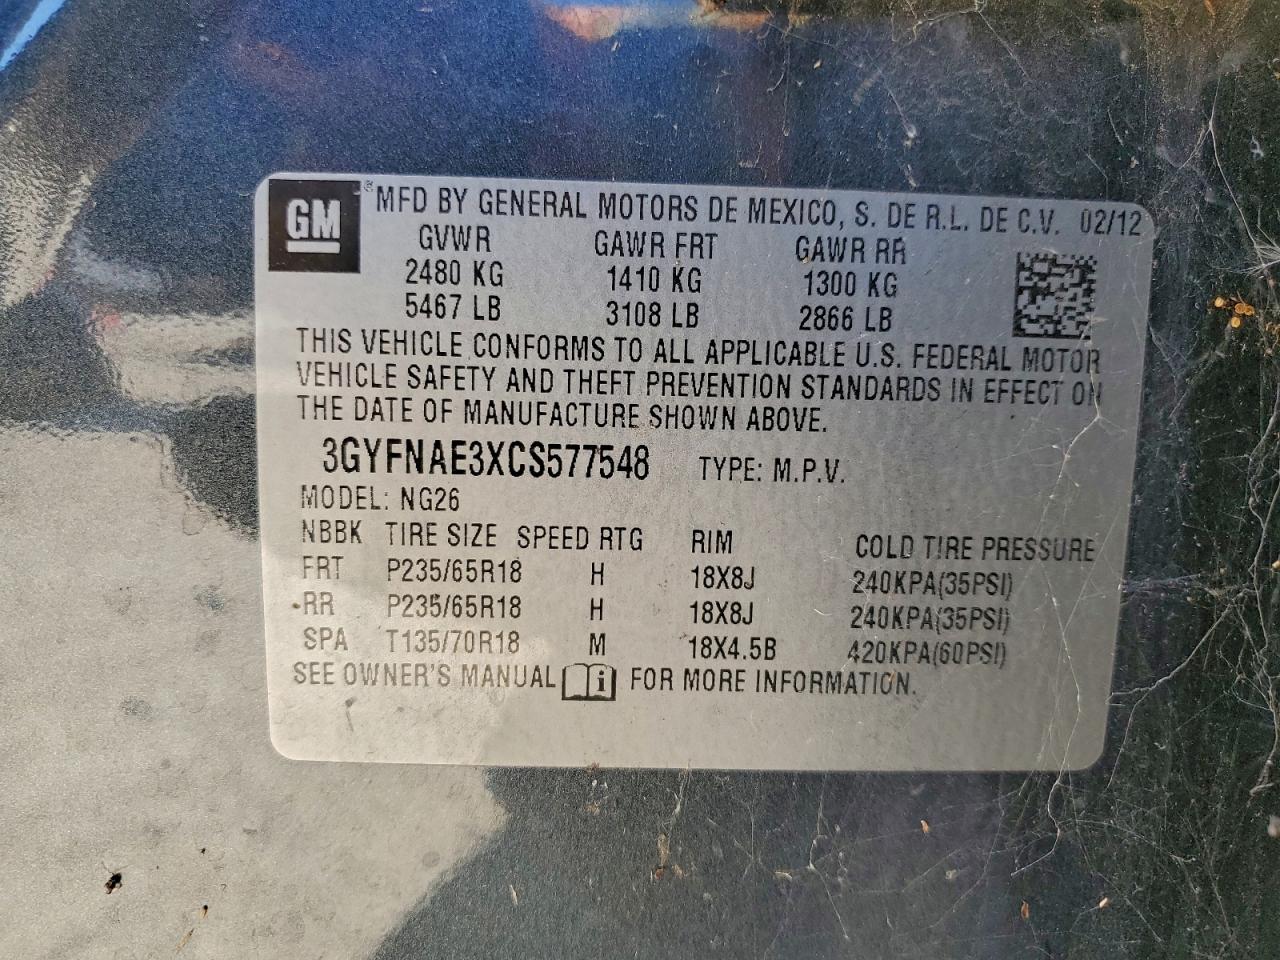 GM ® MFD BY GENERAL MOTORS DE MEXICO, S. DE R.L. DE C.V. 02/12
GVWR GAWR FRT GAWR RR
2480 KG 1410 KG 1300 KG
5467 LB 3108 LB 2866 LB
THIS VEHICLE CONFORMS TO ALL APPLICABLE U.S. FEDERAL MOTOR
VEHICLE SAFETY AND THEFT PREVENTION STANDARDS IN EFFECT ON
THE DATE OF MANUFACTURE SHOWN ABOVE.
3GYFNAE3XCS577548 TYPE: M.P.V.
MODEL: NG26
NBBK TIRE SIZE SPEED RTG RIM COLD TIRE PRESSURE
FRT P235/65R18 H 18X8J 240KPA(35PSI)
RR P235/65R18 H 18X8J 240KPA(35PSI)
SPA T135/70R18 M 18X4.5B 420KPA(60PSI)
SEE OWNER'S MANUAL i FOR MORE INFORMATION.